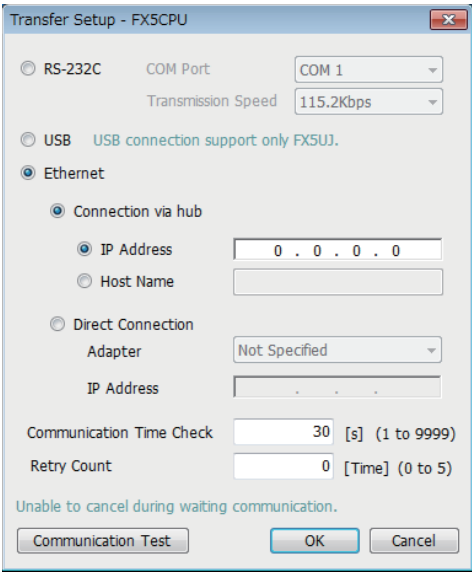 Transfer Setup - FX5CPU
RS-232C COM Port COM 1
Transmission Speed 115.2Kbps
USB USB connection support only FX5UJ.
Ethernet
Connection via hub
IP Address 0 . 0 . 0 . 0
Host Name
Direct Connection
Adapter Not Specified
IP Address . . .
Communication Time Check 30 [s] (1 to 9999)
Retry Count 0 [Time] (0 to 5)
Unable to cancel during waiting communication.
Communication Test OK Cancel